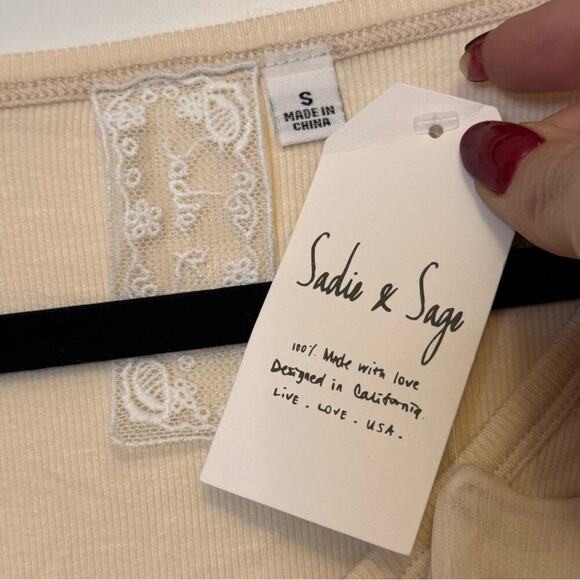 S
MADE IN
CHINA
Sadie & Sage
100% Made with love
Designed in California.
LIVE . LOVE . USA .